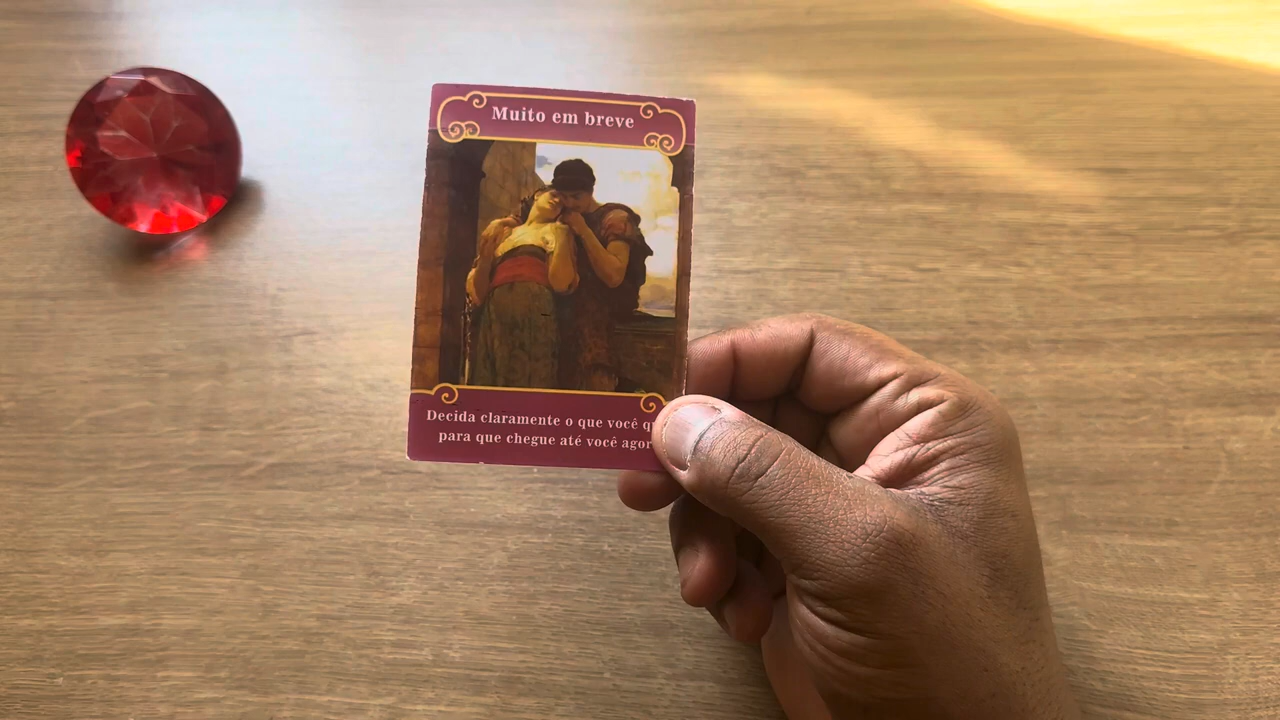 Muito em breve
Decida claramente o que você
para que chegue até você